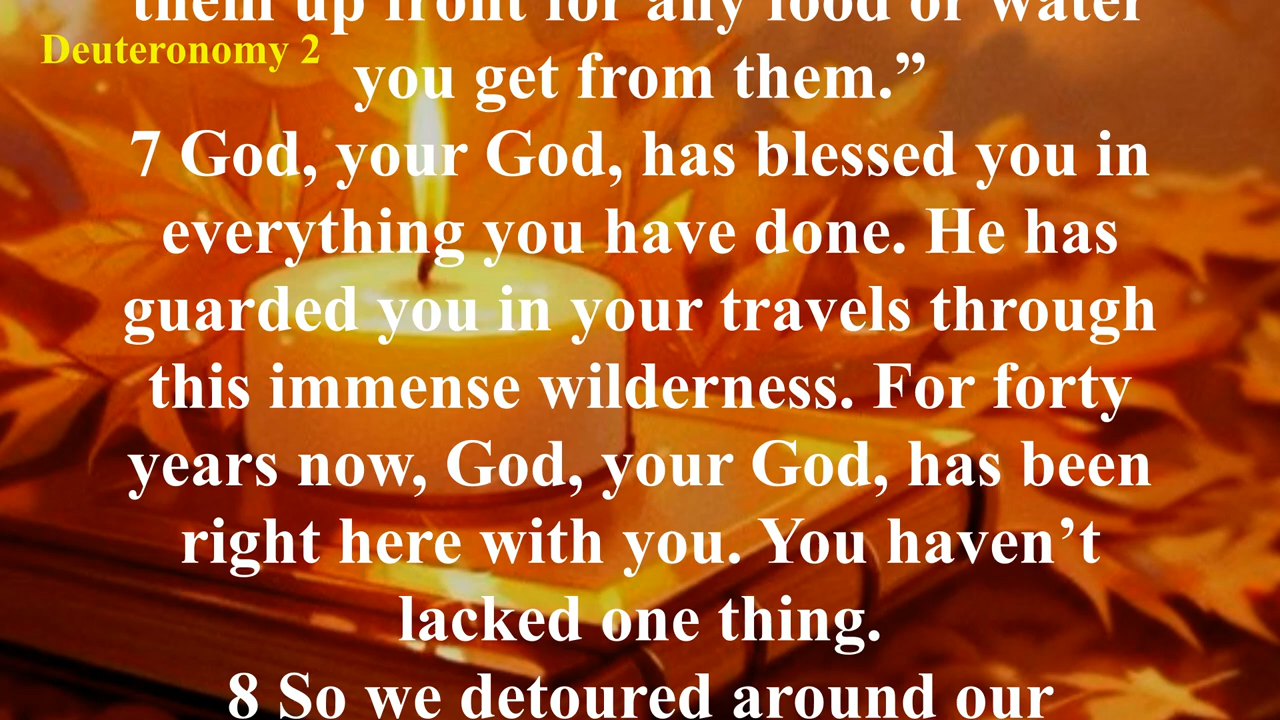 them up front for any food or water
Deuteronomy 2
you get from them.”
7 God, your God, has blessed you in
everything you have done. He has
guarded you in your travels through
this immense wilderness. For forty
years now, God, your God, has been
right here with you. You haven’t
lacked one thing.
8 So we detoured around our